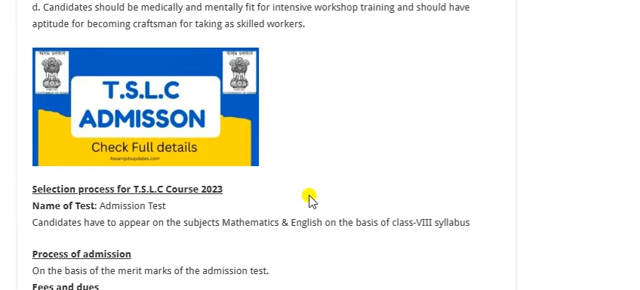 d. Candidates should be medically and mentally fit for intensive workshop training and should have
aptitude for becoming craftsman for taking as skilled workers.
T.S.L.C
ADMISSON
Check Full details
Selection process for T.S.L.C Course 2023
Name of Test: Admission Test
Candidates have to appear on the subjects Mathematics & English on the basis of class-VIII syllabus
Process of admission
On the basis of the merit marks of the admission test.
Fees and dues